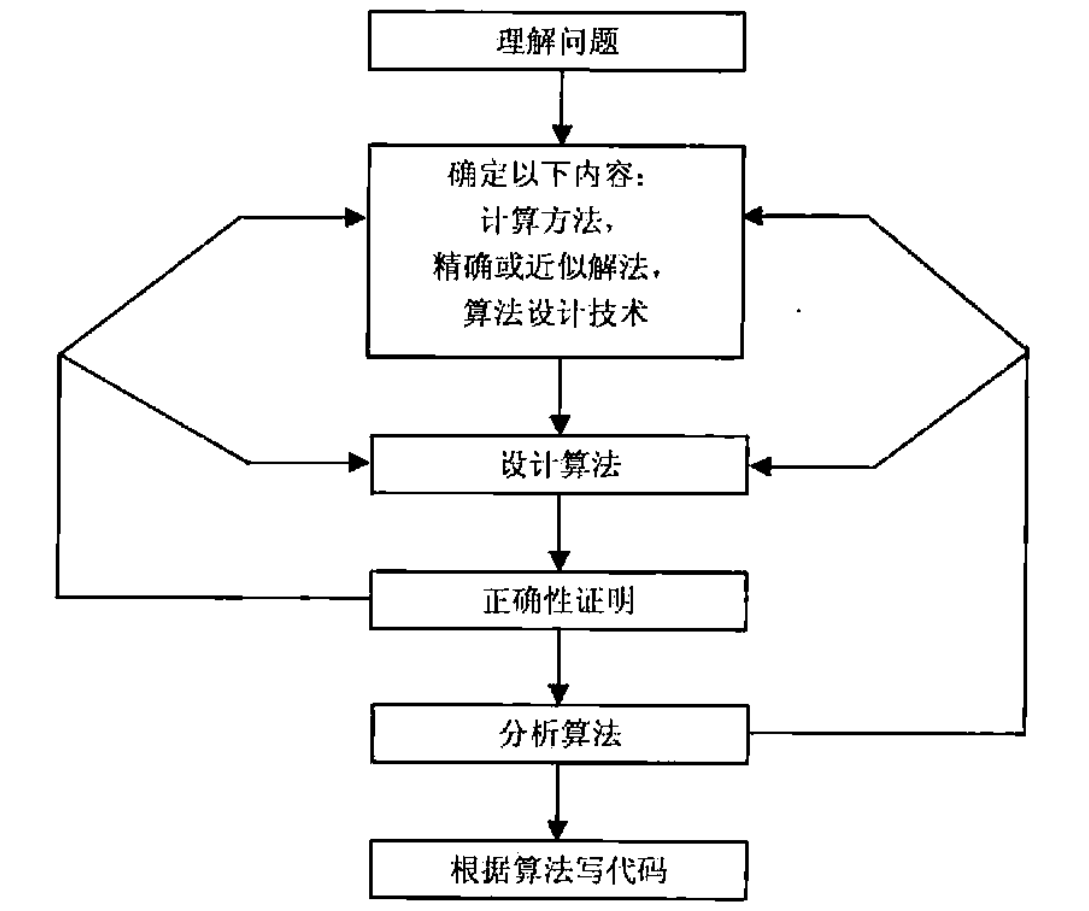 理解问题
确定以下内容：
计算方法，
精确或近似解法，
算法设计技术
设计算法
正确性证明
分析算法
根据算法写代码